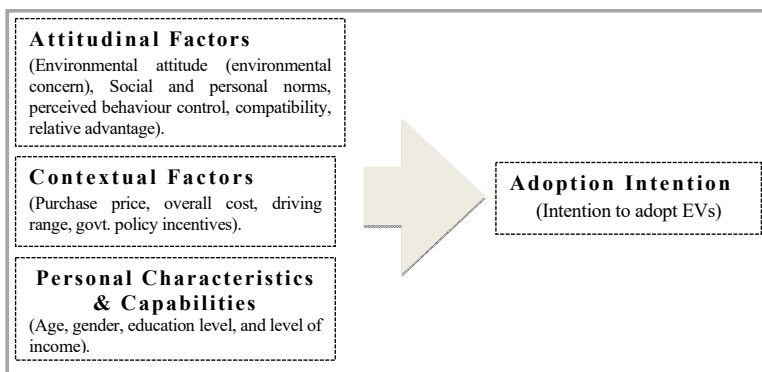 Attitudinal Factors
(Environmental attitude (environmental
concern), Social and personal norms,
perceived behaviour control, compatibility,
relative advantage).
Contextual Factors
(Purchase price, overall cost, driving
range, govt. policy incentives).
Personal Characteristics
& Capabilities
(Age, gender, education level, and level of
income).
Adoption Intention
(Intention to adopt EVs)